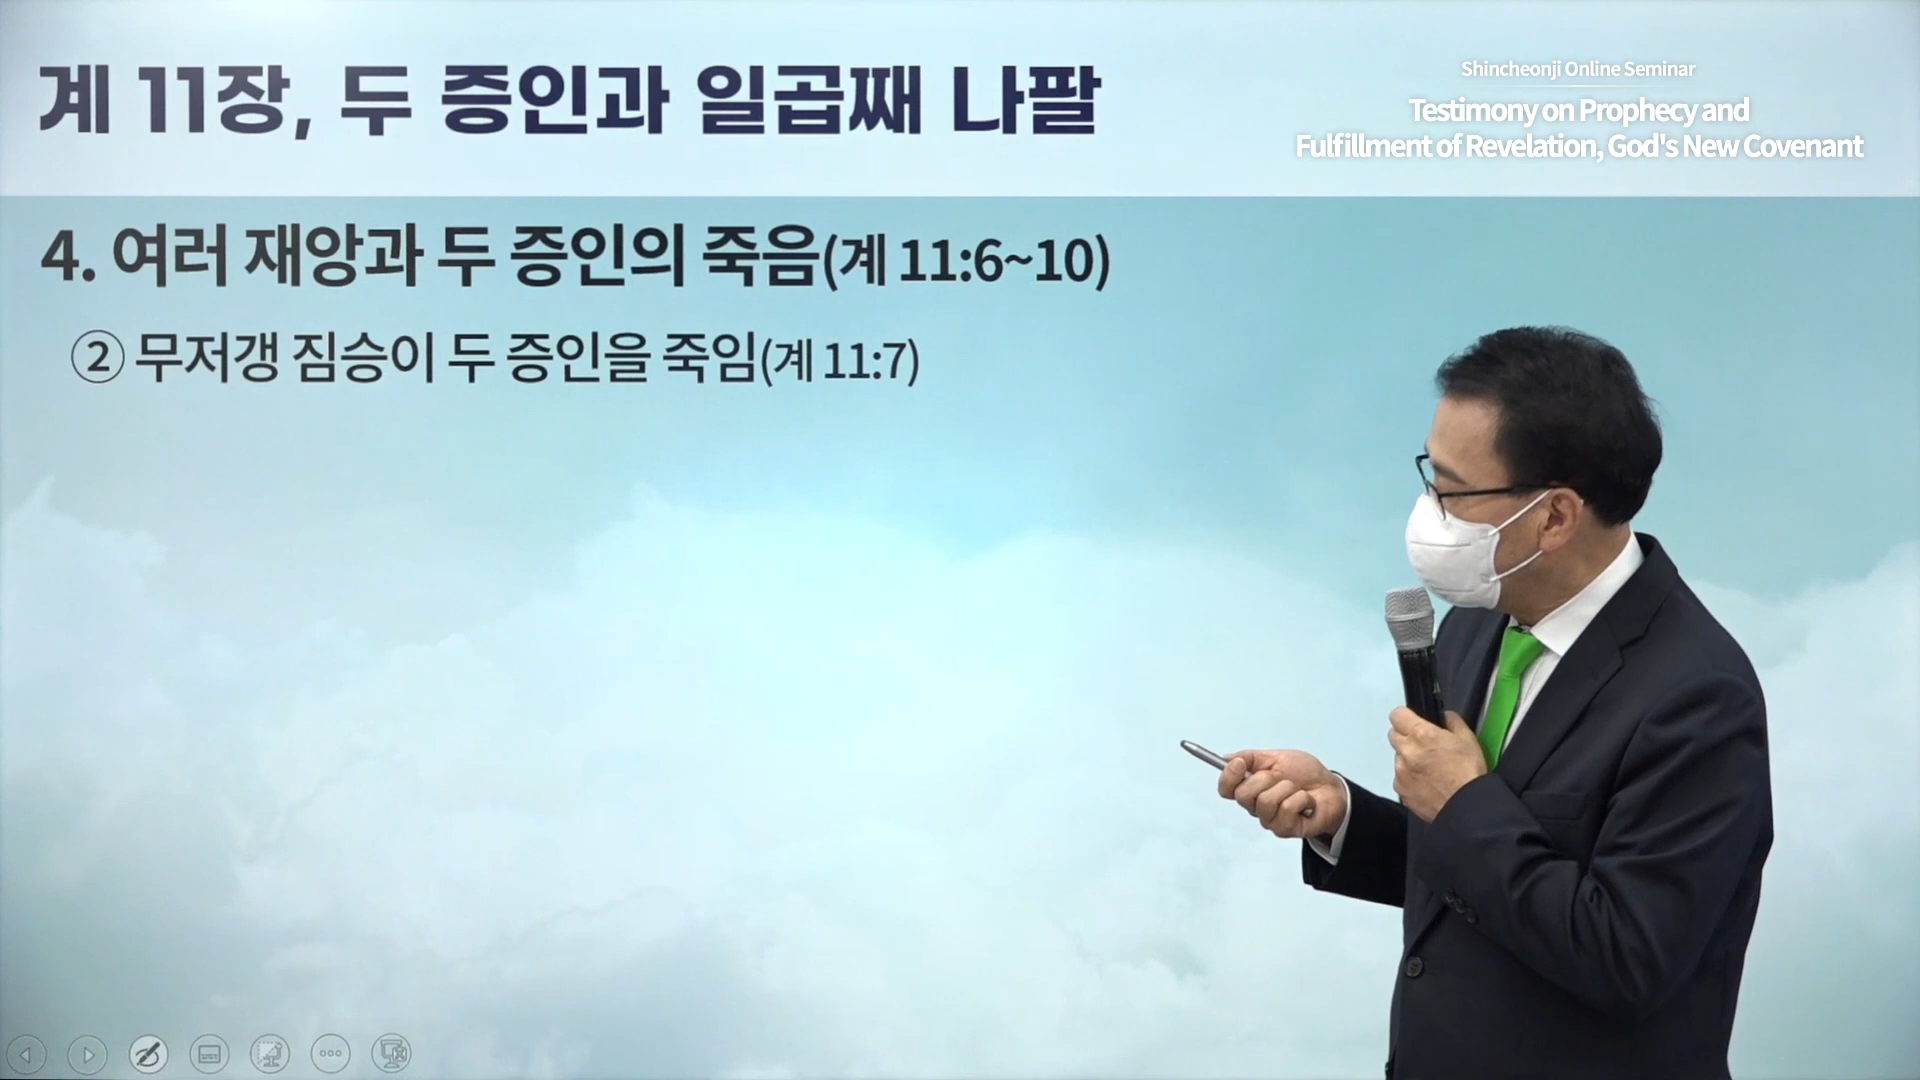 계 11장, 두 증인과 일곱째 나팔
Shincheonji Online Seminar
Testimony on Prophecy and
Fulfillment of Revelation, God's New Covenant
4. 여러 재앙과 두 증인의 죽음(계 11:6~10)
② 무저갱 짐승이 두 증인을 죽임(계 11:7)